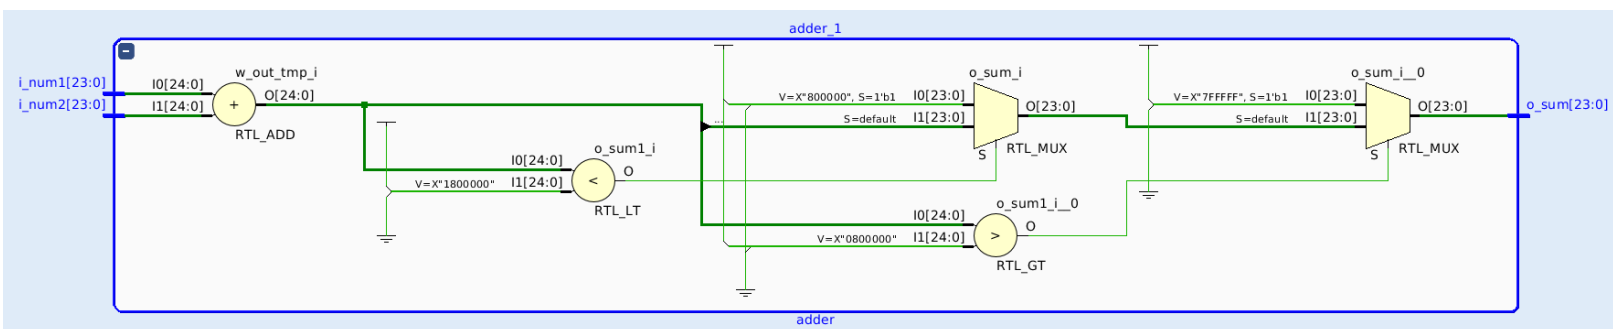 adder_1
i_num1[23:0]
i_num2[23:0]
w_out_tmp_i
I0[24:0]
I1[24:0]
+
O[24:0]
RTL_ADD
o_sum1_i
I0[24:0]
V=X"1800000"
I1[24:0]
<
O
RTL_LT
...
o_sum_i
V=X"800000", S=1'b1
I0[23:0]
S=default
I1[23:0]
O[23:0]
S
RTL_MUX
o_sum1_i__0
I0[24:0]
V=X"0800000"
I1[24:0]
>
O
RTL_GT
o_sum_i__0
V=X"7FFFFF", S=1'b1
I0[23:0]
S=default
I1[23:0]
O[23:0]
S
RTL_MUX
o_sum[23:0]
adder